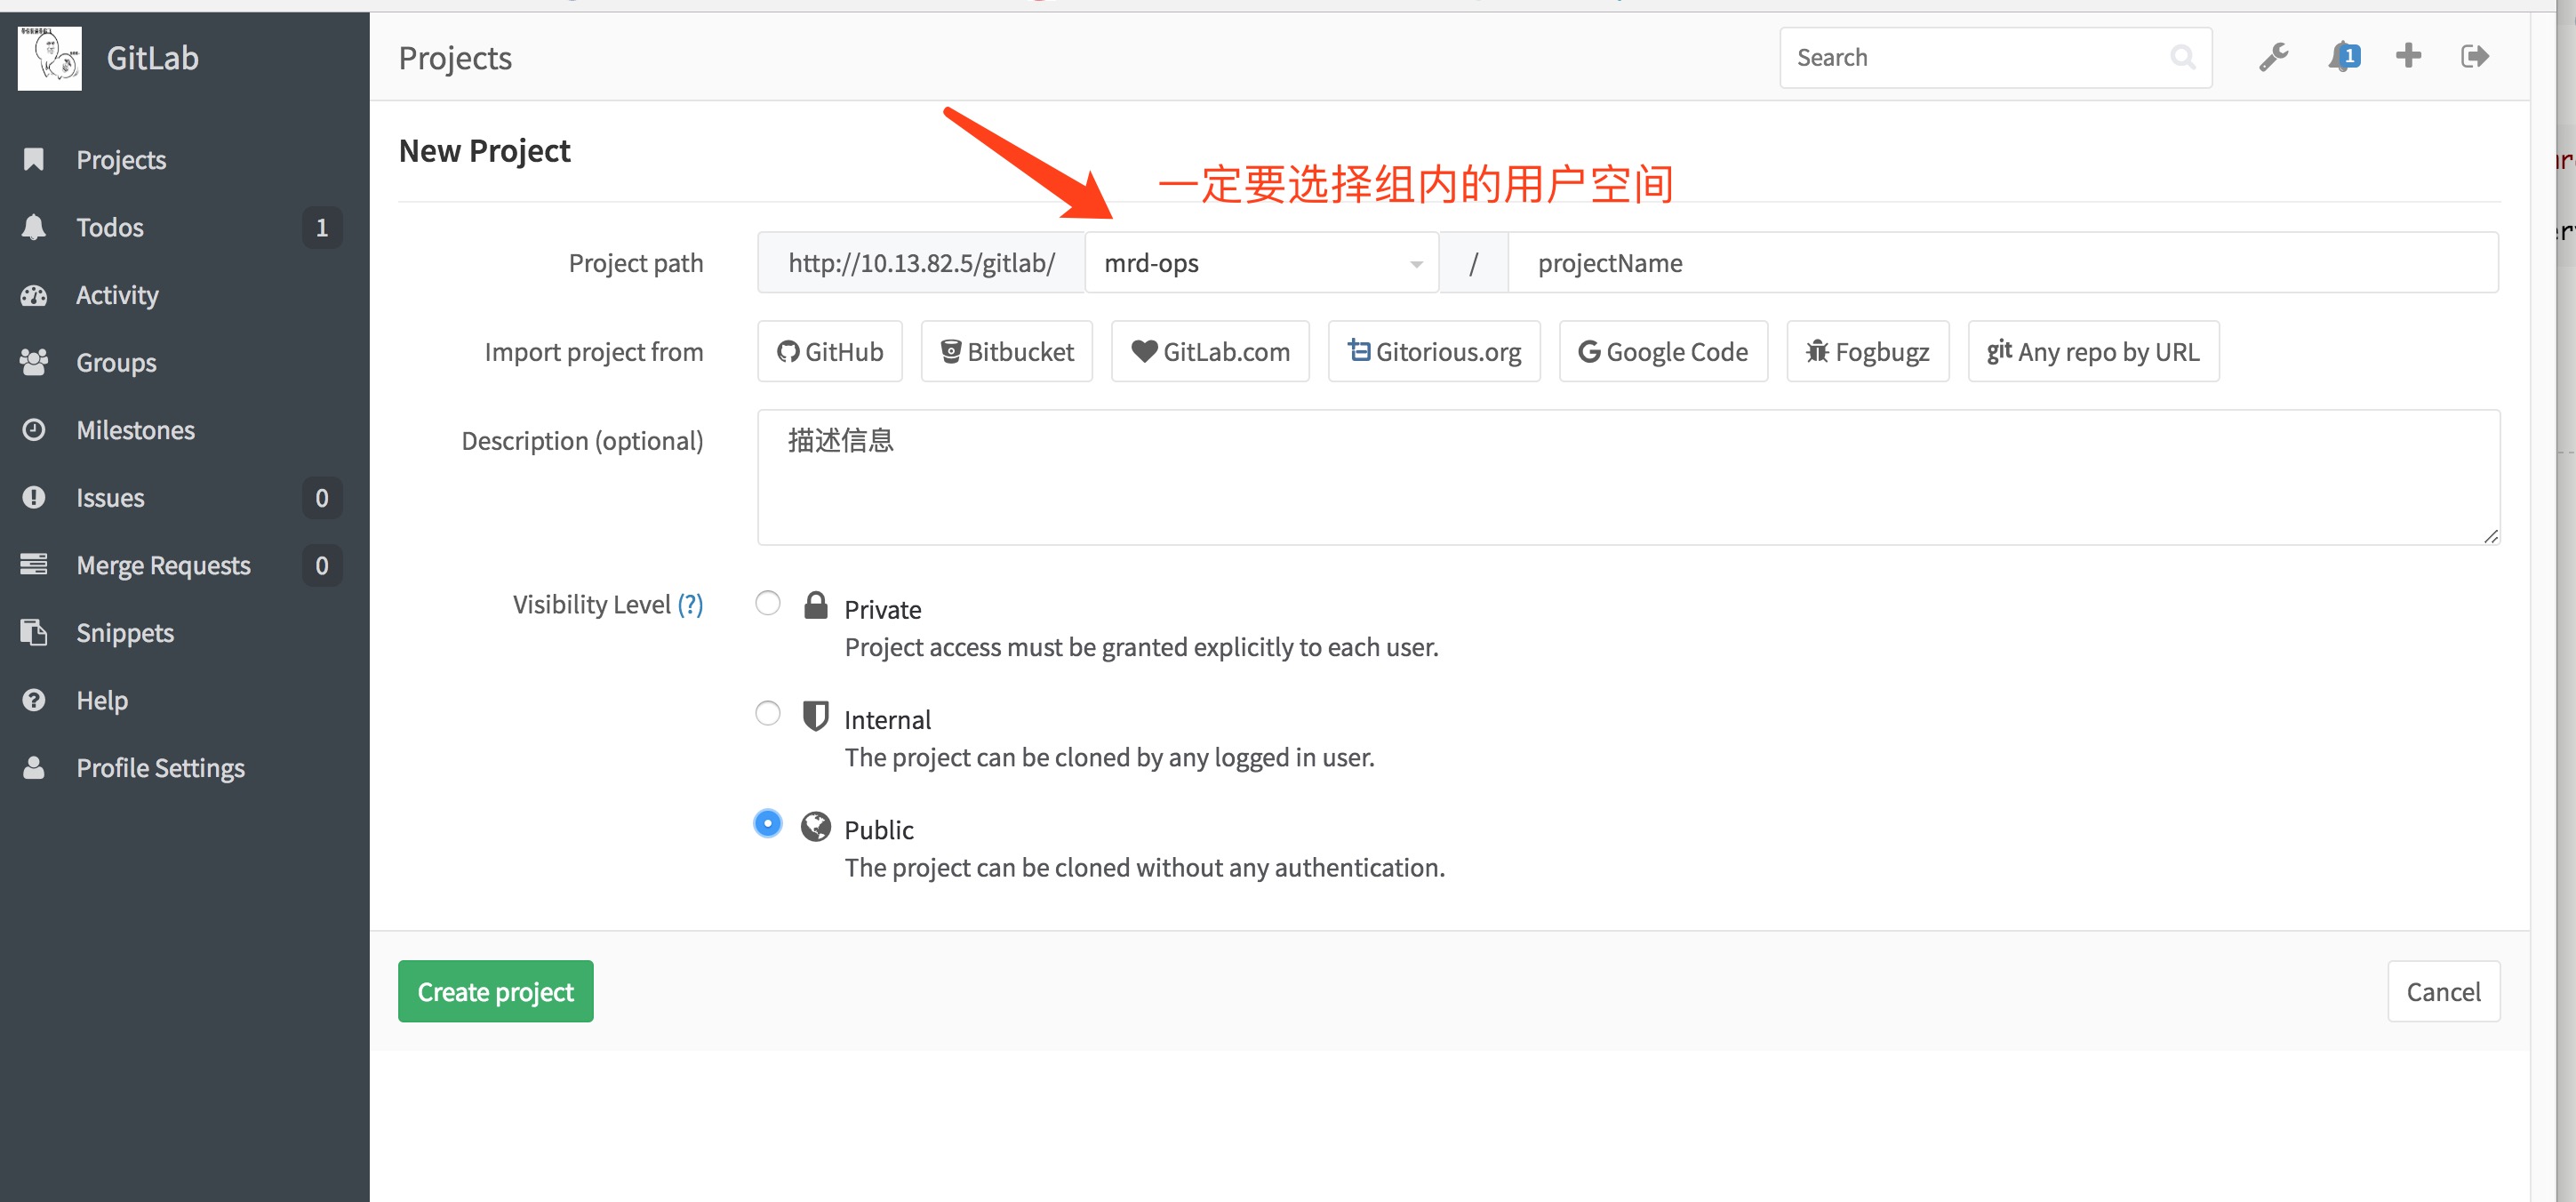 GitLab
Projects
Search
1
Projects
Todos 1
Activity
Groups
Milestones
Issues 0
Merge Requests 0
Snippets
Help
Profile Settings
New Project
一定要选择组内的用户空间
Project path http://10.13.82.5/gitlab/ mrd-ops / projectName
Import project from GitHub Bitbucket GitLab.com Gitorious.org Google Code Fogbugz git Any repo by URL
Description (optional) 描述信息
Visibility Level (?) Private
Project access must be granted explicitly to each user.
Internal
The project can be cloned by any logged in user.
Public
The project can be cloned without any authentication.
Create project Cancel